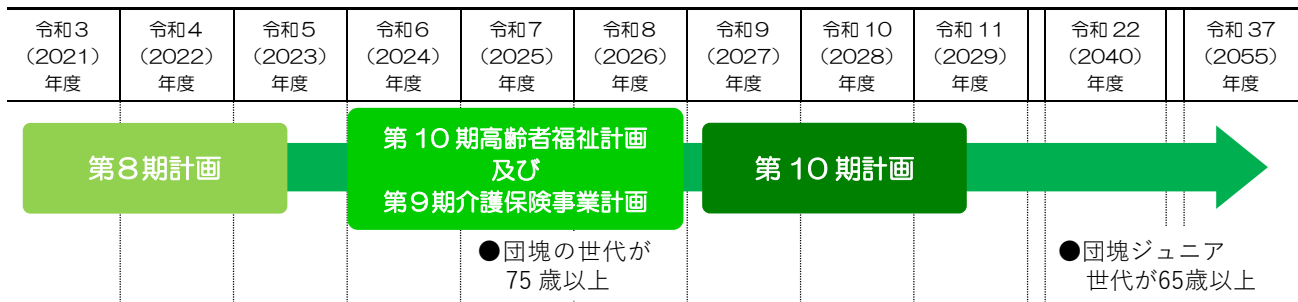 令和3
（2021）
年度
令和4
（2022）
年度
令和5
（2023）
年度
令和6
（2024）
年度
令和7
（2025）
年度
令和8
（2026）
年度
令和9
（2027）
年度
令和 10
（2028）
年度
令和 11
（2029）
年度
令和 22
（2040）
年度
令和 37
（2055）
年度
第８期計画
第 10 期高齢者福祉計画
及び
第９期介護保険事業計画
第 10 期計画
●団塊の世代が
75 歳以上
●団塊ジュニア
世代が65歳以上